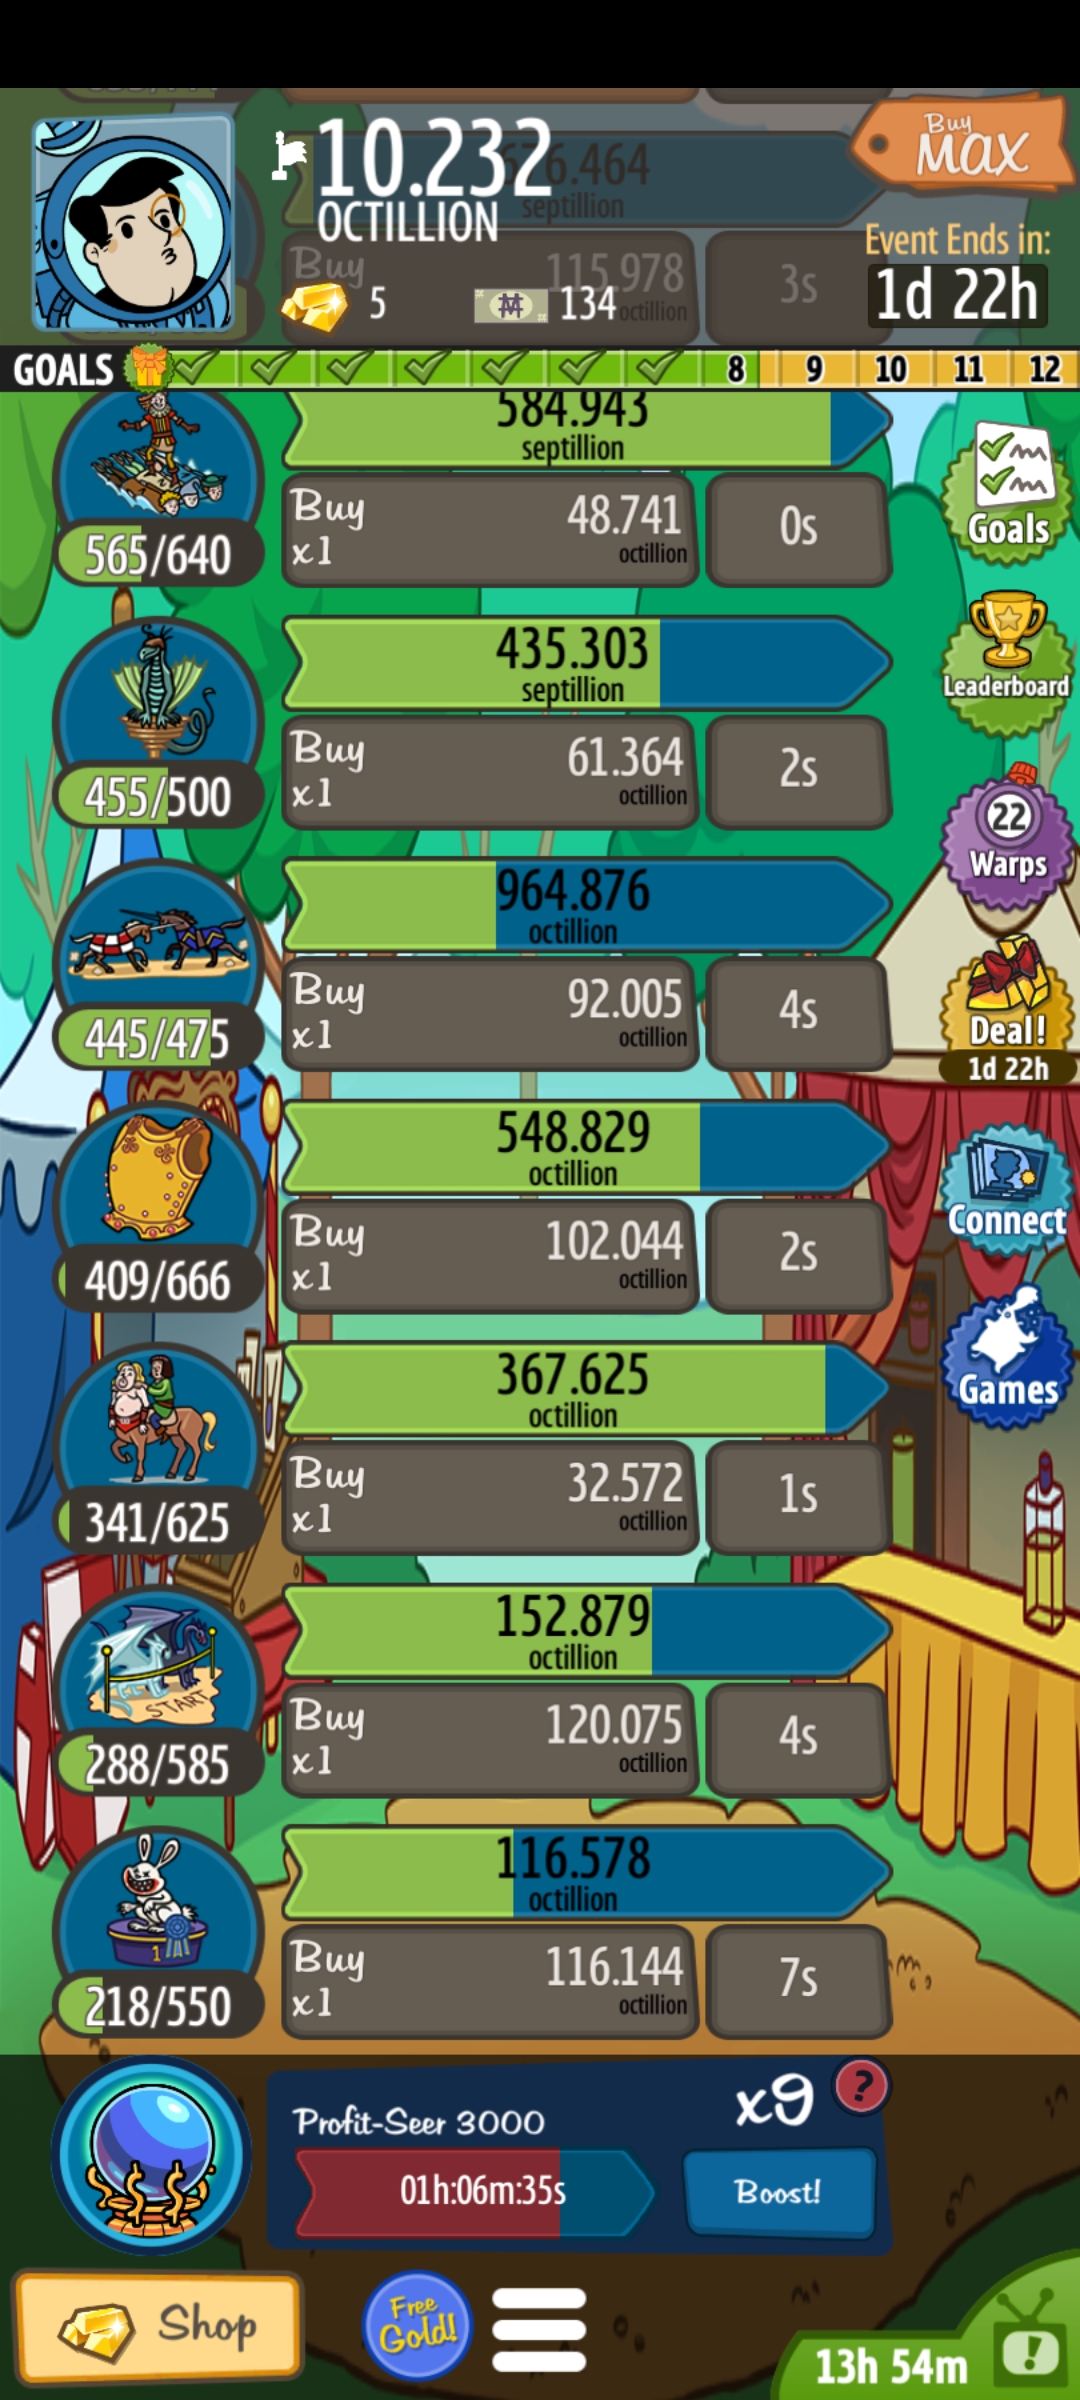 10.232
OCTILLION
Buy
MAX
septillion
Buy
115.978
octillion
3s
5
134
Event Ends in:
1d 22h
GOALS
8
9
10
11
12
584.943
septillion
565/640
Buy
x1
48.741
octillion
0s
Goals
435.303
septillion
455/500
Buy
x1
61.364
octillion
2s
Leaderboard
22
Warps
964.876
octillion
445/475
Buy
x1
92.005
octillion
4s
Deal!
1d 22h
548.829
octillion
409/666
Buy
x1
102.044
octillion
2s
Connect
367.625
octillion
341/625
Buy
x1
32.572
octillion
1s
Games
152.879
octillion
START
288/585
Buy
x1
120.075
octillion
4s
116.578
octillion
1
218/550
Buy
x1
116.144
octillion
7s
Profit-Seer 3000
x9
?
01h:06m:35s
Boost!
Shop
Free
Gold!
13h 54m
!